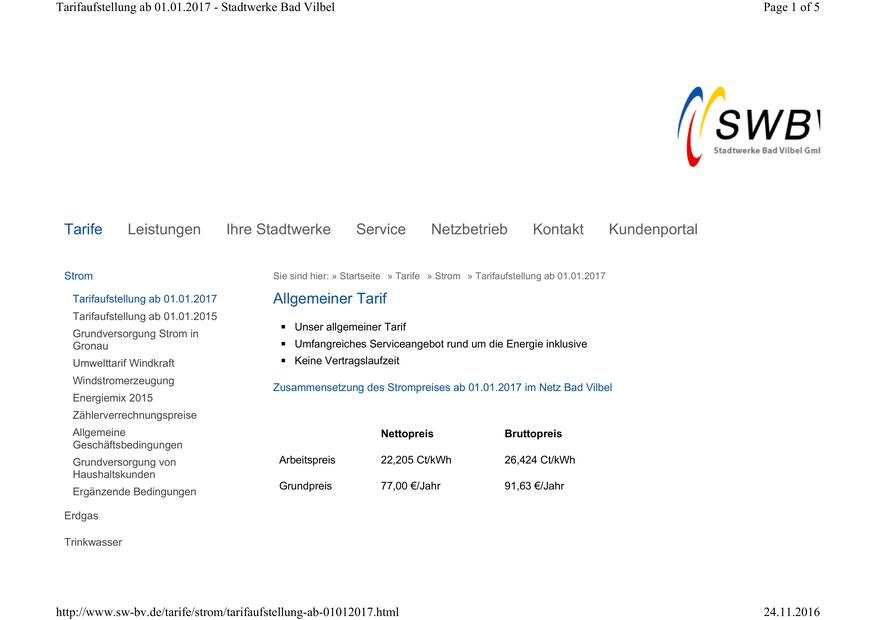 Tarifaufstellung ab 01.01.2017 - Stadtwerke Bad Vilbel
Page 1 of 5
SWBV
Stadtwerke Bad Vilbel Gml
Tarife Leistungen Ihre Stadtwerke Service Netzbetrieb Kontakt Kundenportal
Strom
Tarifaufstellung ab 01.01.2017
Tarifaufstellung ab 01.01.2015
Grundversorgung Strom in
Gronau
Umwelttarif Windkraft
Windstromerzeugung
Energiemix 2015
Zählerverrechnungspreise
Allgemeine
Geschäftsbedingungen
Grundversorgung von
Haushaltskunden
Ergänzende Bedingungen
Erdgas
Trinkwasser
Sie sind hier: » Startseite » Tarife » Strom » Tarifaufstellung ab 01.01.2017
Allgemeiner Tarif
▪ Unser allgemeiner Tarif
▪ Umfangreiches Serviceangebot rund um die Energie inklusive
▪ Keine Vertragslaufzeit
Zusammensetzung des Strompreises ab 01.01.2017 im Netz Bad Vilbel
Nettopreis Bruttopreis
Arbeitspreis 22,205 Ct/kWh 26,424 Ct/kWh
Grundpreis 77,00 €/Jahr 91,63 €/Jahr
http://www.sw-bv.de/tarife/strom/tarifaufstellung-ab-01012017.html
24.11.2016